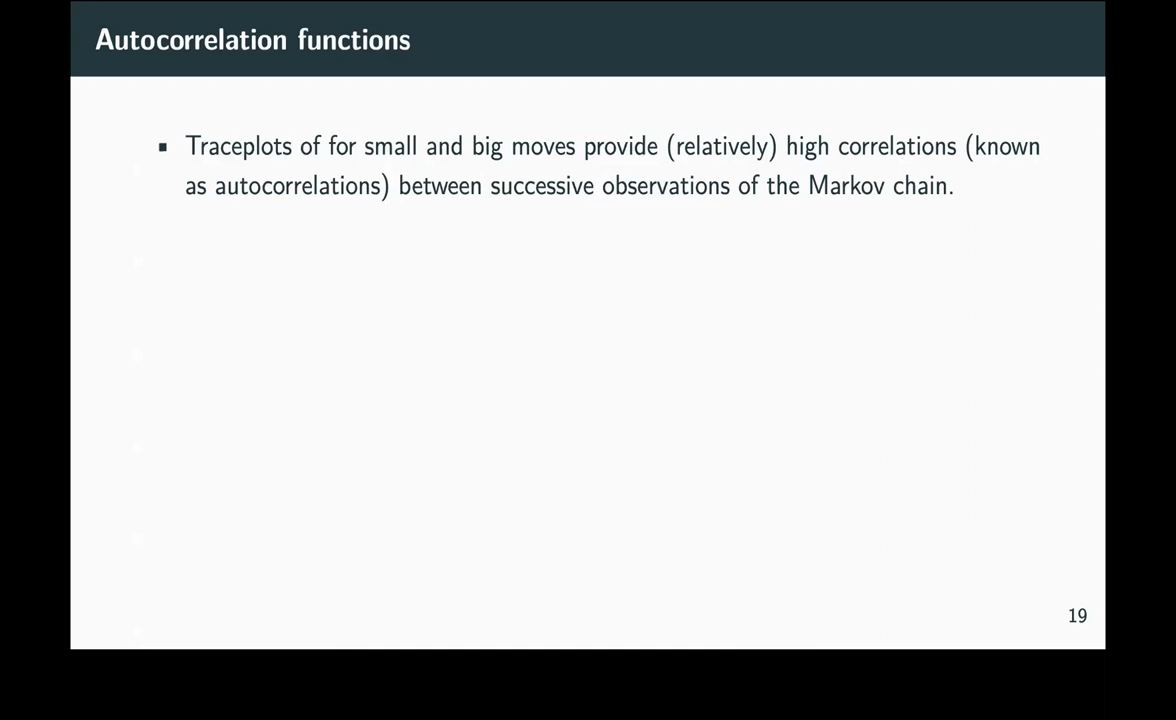 Autocorrelation functions
▪ Traceplots of for small and big moves provide (relatively) high correlations (known
as autocorrelations) between successive observations of the Markov chain.
19